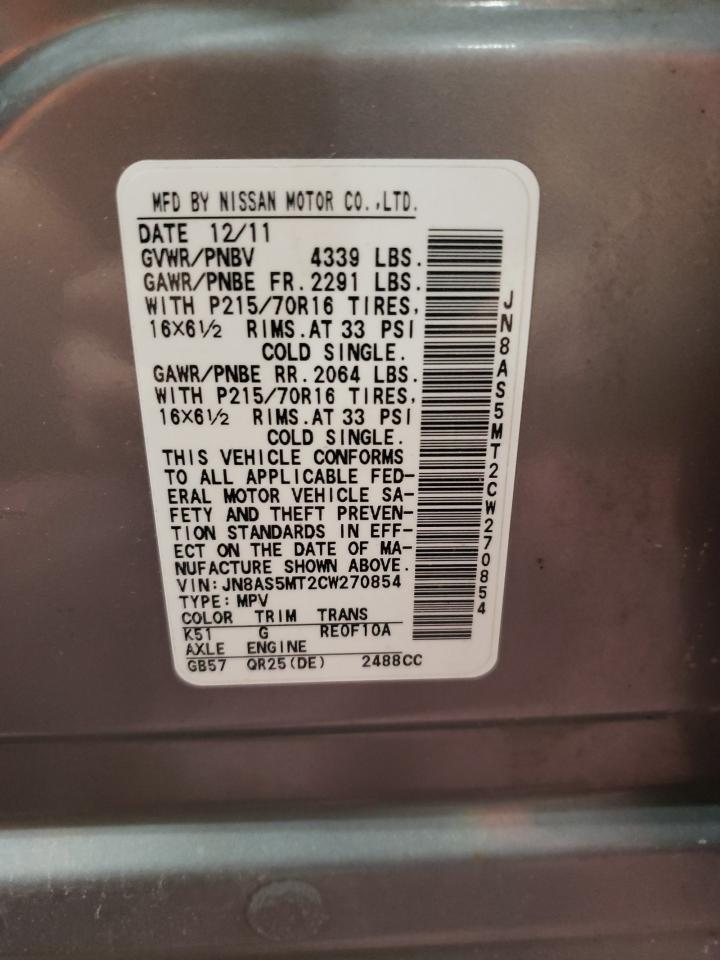 MFD BY NISSAN MOTOR CO.,LTD.
DATE 12/11
GVWR/PNBV 4339 LBS.
GAWR/PNBE FR.2291 LBS.
WITH P215/70R16 TIRES,
16X6½ RIMS.AT 33 PSI
COLD SINGLE.
GAWR/PNBE RR.2064 LBS.
WITH P215/70R16 TIRES,
16X6½ RIMS.AT 33 PSI
COLD SINGLE.
THIS VEHICLE CONFORMS
TO ALL APPLICABLE FED-
ERAL MOTOR VEHICLE SA-
FETY AND THEFT PREVEN-
TION STANDARDS IN EFF-
ECT ON THE DATE OF MA-
NUFACTURE SHOWN ABOVE.
VIN:JN8AS5MT2CW270854
TYPE:MPV
COLOR TRIM TRANS
K51 G RE0F10A
AXLE ENGINE
GB57 QR25(DE) 2488CC
JN8AS5MT2CW270854